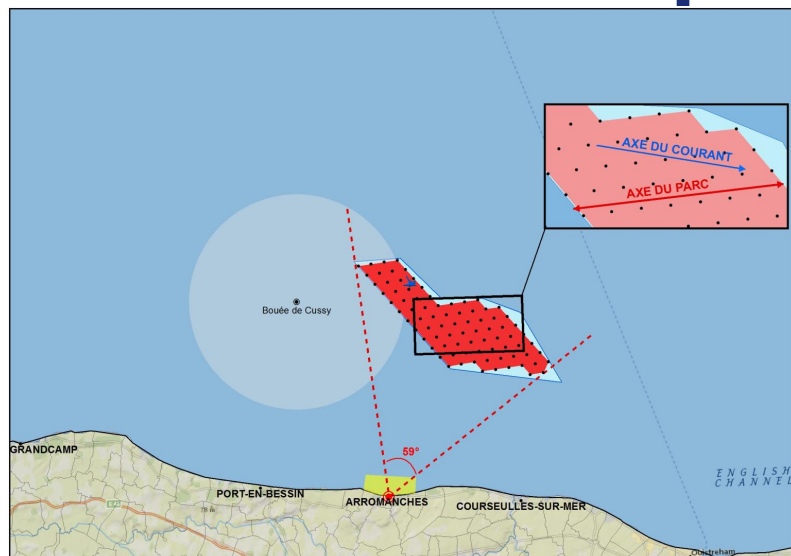 AXE DU COURANT
AXE DU PARC
Bouée de Cussy
59°
GRANDCAMP
PORT-EN-BESSIN
ARROMANCHES
COURSEULLES-SUR-MER
ENGLISH
CHANNEL
Ouistreham